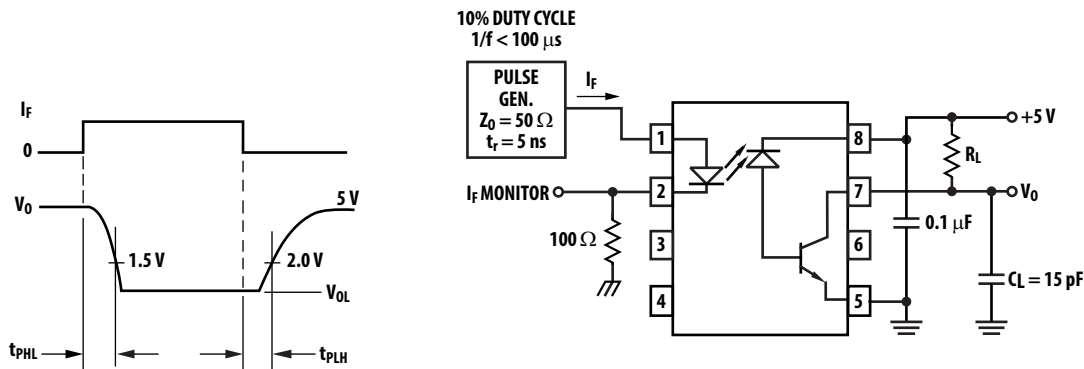 10% DUTY CYCLE
1/f < 100 μs
PULSE
GEN.
Z0 = 50 Ω
tr = 5 ns
IF
IF
0
VO
5 V
1.5 V
2.0 V
VOL
tPHL
tPLH
1
2
3
4
8
7
6
5
IF MONITOR
100 Ω
+5 V
RL
VO
0.1 μF
CL = 15 pF